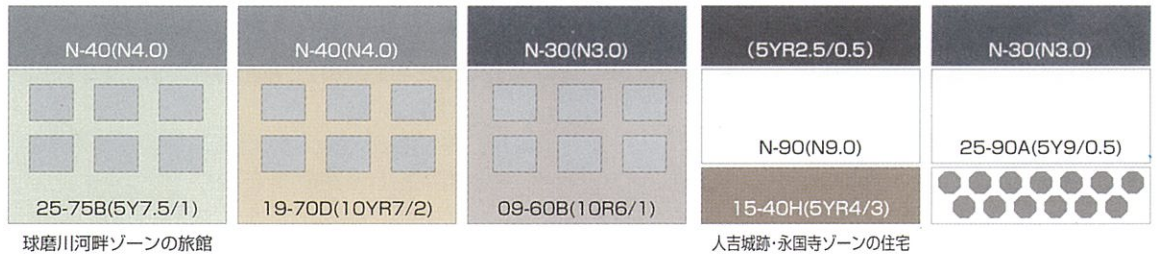 N-40(N4.0)
N-40(N4.0)
N-30(N3.0)
(5YR2.5/0.5)
N-30(N3.0)
N-90(N9.0)
25-90A(5Y9/0.5)
25-75B(5Y7.5/1)
19-70D(10YR7/2)
09-60B(10R6/1)
15-40H(5YR4/3)
球磨川河畔ゾーンの旅館
人吉城跡・永国寺ゾーンの住宅